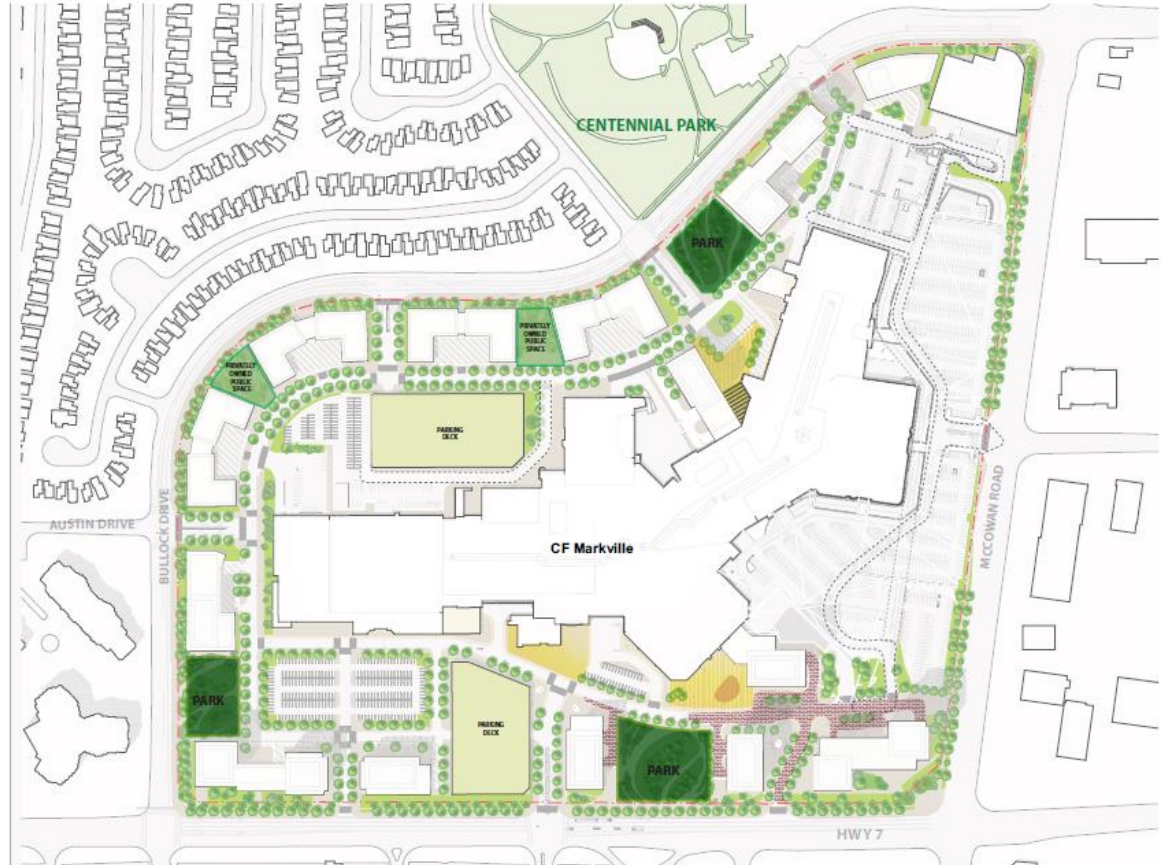 CENTENNIAL PARK
PARK
PRIVATELY
OWNED
PUBLIC
SPACE
PRIVATELY
OWNED
PUBLIC
SPACE
PARKING
DECK
MCCOWAN ROAD
AUSTIN DRIVE
BULLOCK DRIVE
CF Markville
PARK
PARKING
DECK
PARK
HWY 7